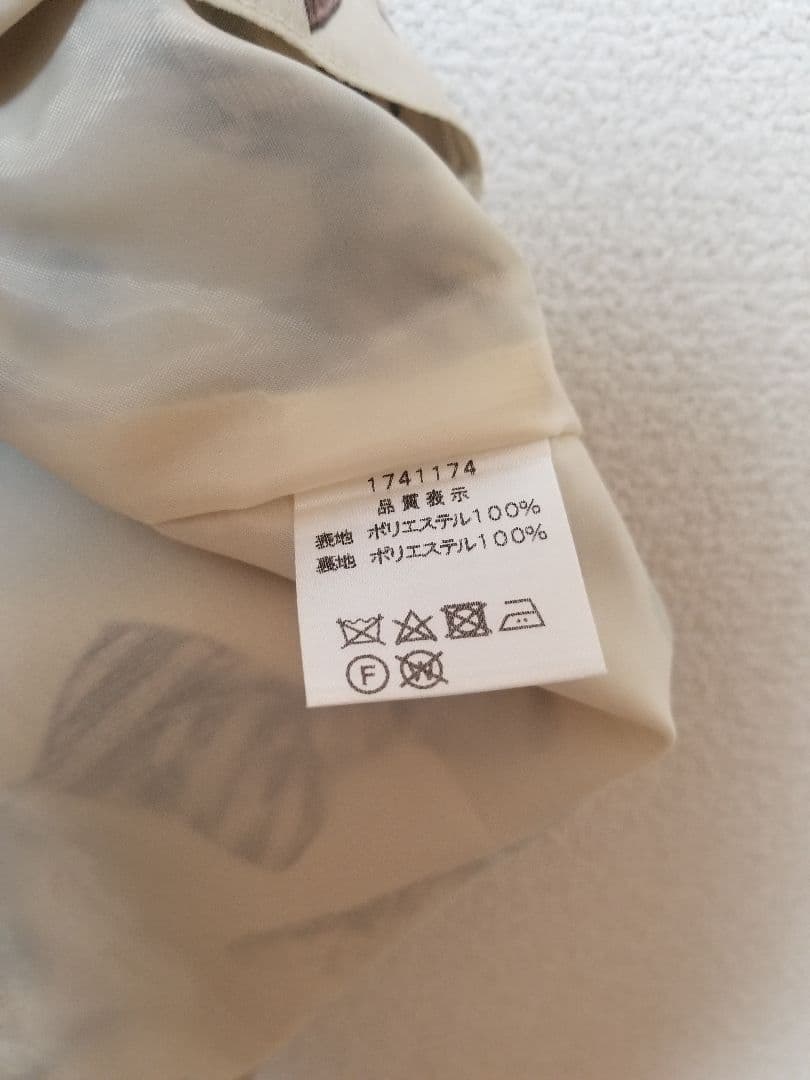 1741174
品質表示
表地 ポリエステル100%
裏地 ポリエステル100%
F W